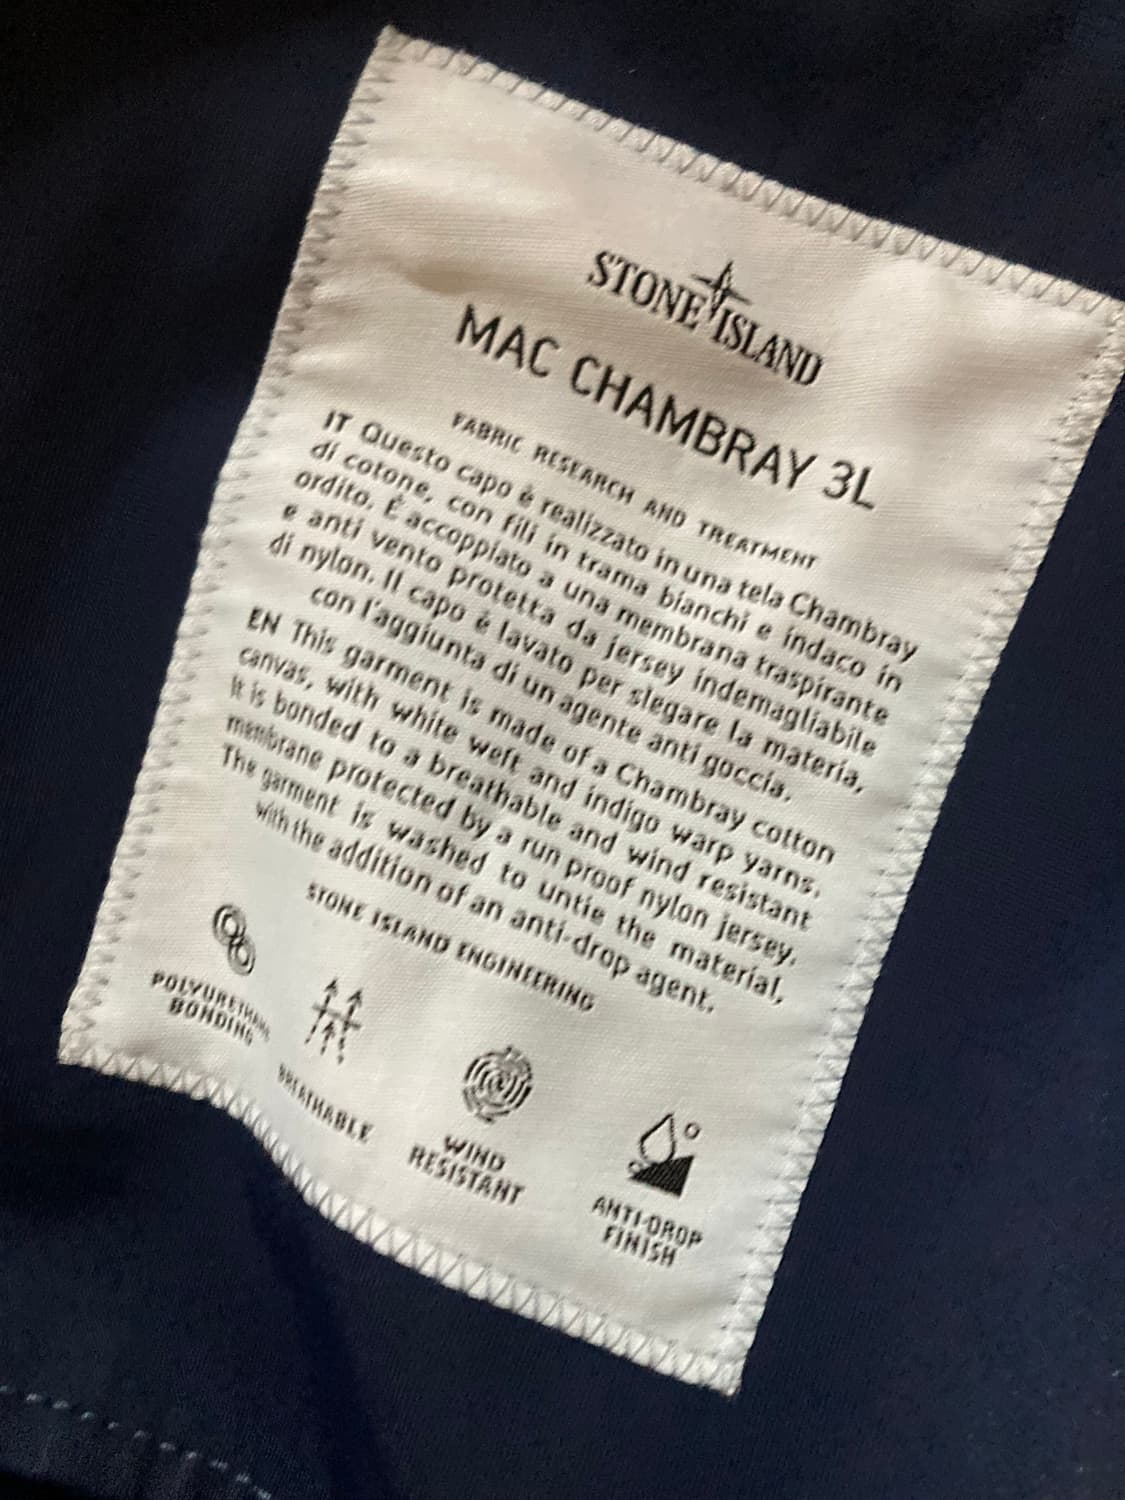 STONE ISLAND
MAC CHAMBRAY 3L
FABRIC RESEARCH AND TREATMENT
IT Questo capo è realizzato in una tela Chambray
di cotone, con fili in trama bianchi e indaco in
ordito. È accoppiato a una membrana traspirante
e anti vento protetta da jersey indemagliabile
di nylon. Il capo è lavato per slegare la materia,
con l'aggiunta di un agente anti goccia.
EN This garment is made of a Chambray cotton
canvas, with white weft and indigo warp yarns.
It is bonded to a breathable and wind resistant
membrane protected by a run proof nylon jersey.
The garment is washed to untie the material,
with the addition of an anti-drop agent.
STONE ISLAND ENGINEERING
POLYURETHANE
BONDING
BREATHABLE
WIND
RESISTANT
ANTI-DROP
FINISH